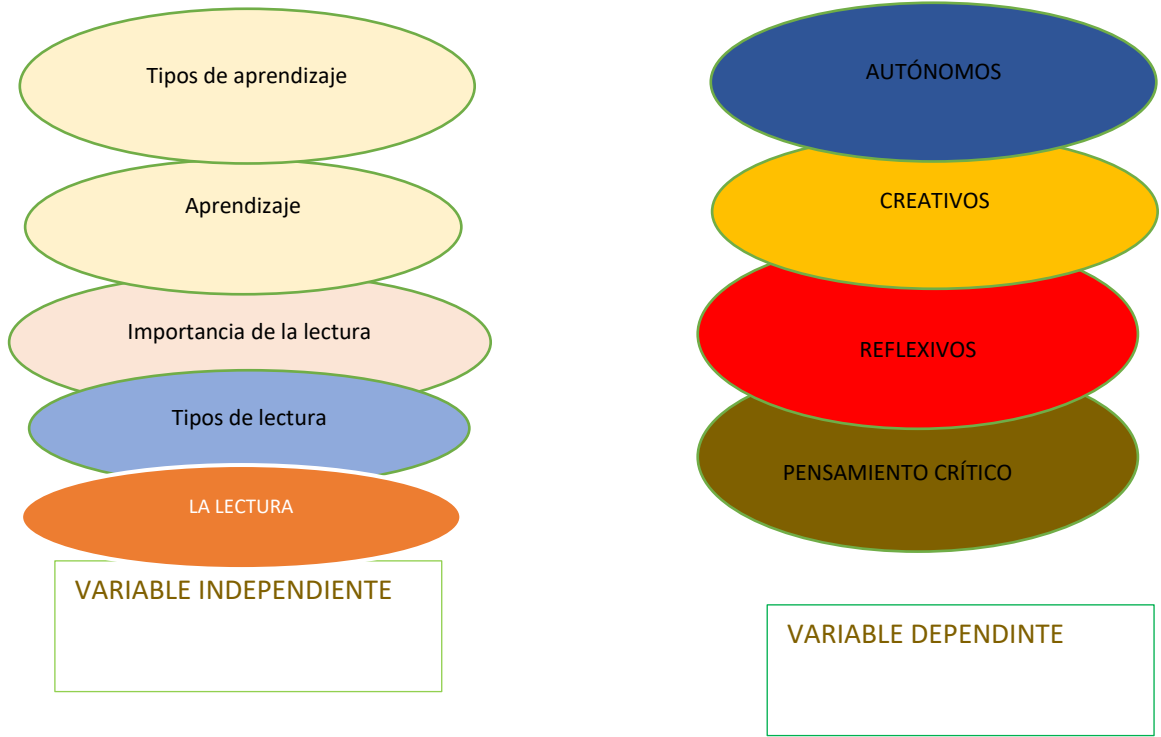 Tipos de aprendizaje
Aprendizaje
Importancia de la lectura
Tipos de lectura
LA LECTURA
VARIABLE INDEPENDIENTE
AUTÓNOMOS
CREATIVOS
REFLEXIVOS
PENSAMIENTO CRÍTICO
VARIABLE DEPENDINTE